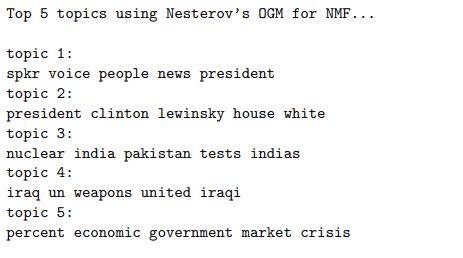 Top 5 topics using Nesterov's OGM for NMF...
topic 1:
spkr voice people news president
topic 2:
president clinton lewinsky house white
topic 3:
nuclear india pakistan tests indias
topic 4:
iraq un weapons united iraqi
topic 5:
percent economic government market crisis